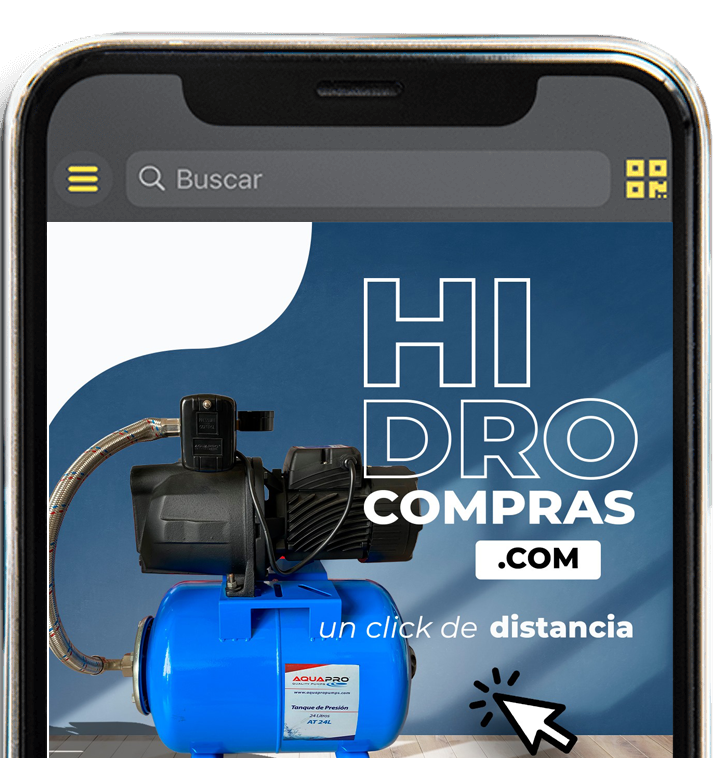 Buscar
HI
DRO
COMPRAS
.COM
un click de distancia
AQUAPRO
QUALITY PUMPS
www.aquapropumps.com
Tanque de Presión
24 Litros
AT 24L